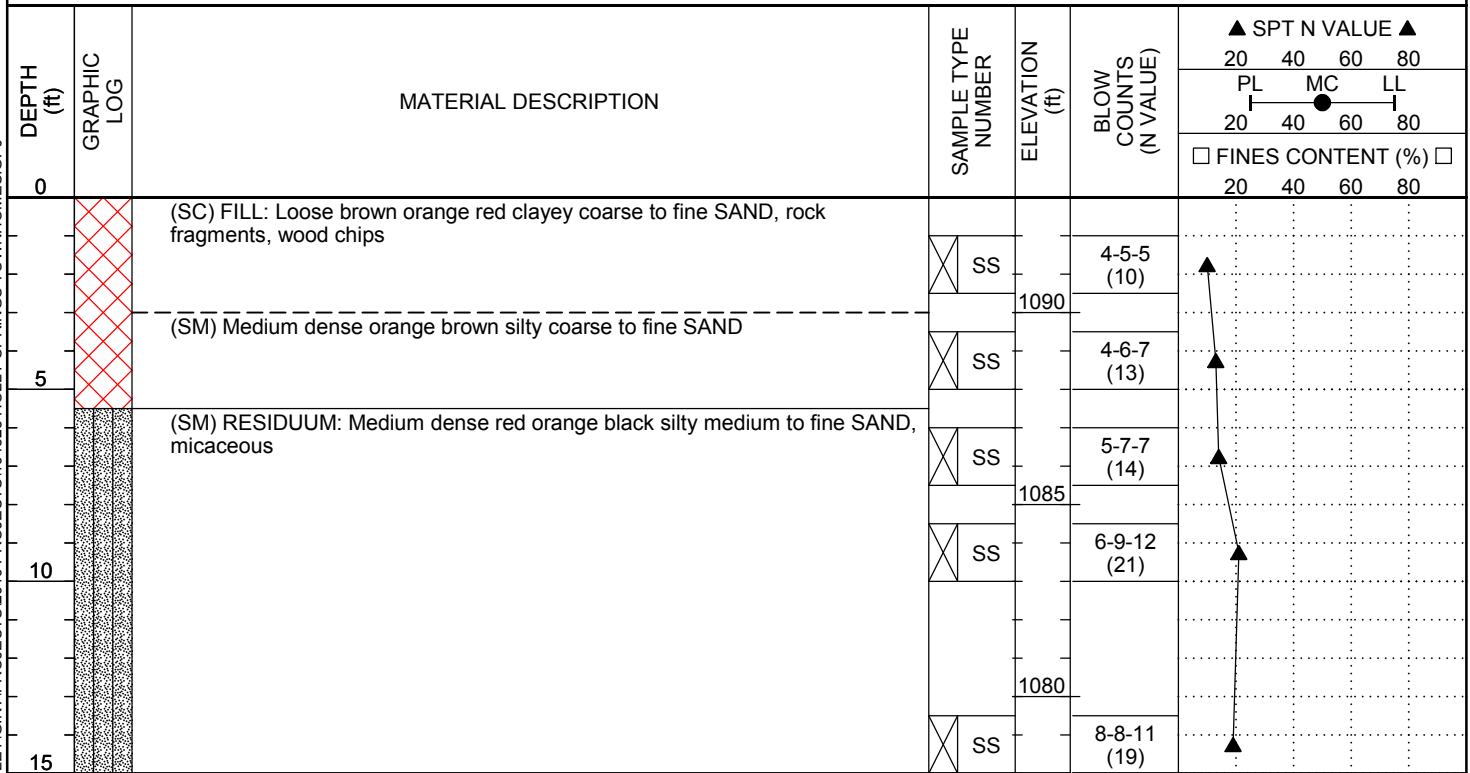 DEPTH
(ft)
GRAPHIC
LOG
MATERIAL DESCRIPTION
SAMPLE TYPE
NUMBER
ELEVATION
(ft)
BLOW
COUNTS
(N VALUE)
▲ SPT N VALUE ▲
20 40 60 80
PL MC LL
20 40 60 80
□ FINES CONTENT (%) □
20 40 60 80
0
(SC) FILL: Loose brown orange red clayey coarse to fine SAND, rock
fragments, wood chips
SS
4-5-5
(10)
1090
(SM) Medium dense orange brown silty coarse to fine SAND
SS
4-6-7
(13)
5
(SM) RESIDUUM: Medium dense red orange black silty medium to fine SAND,
micaceous
SS
5-7-7
(14)
1085
SS
6-9-12
(21)
10
1080
SS
8-8-11
(19)
15